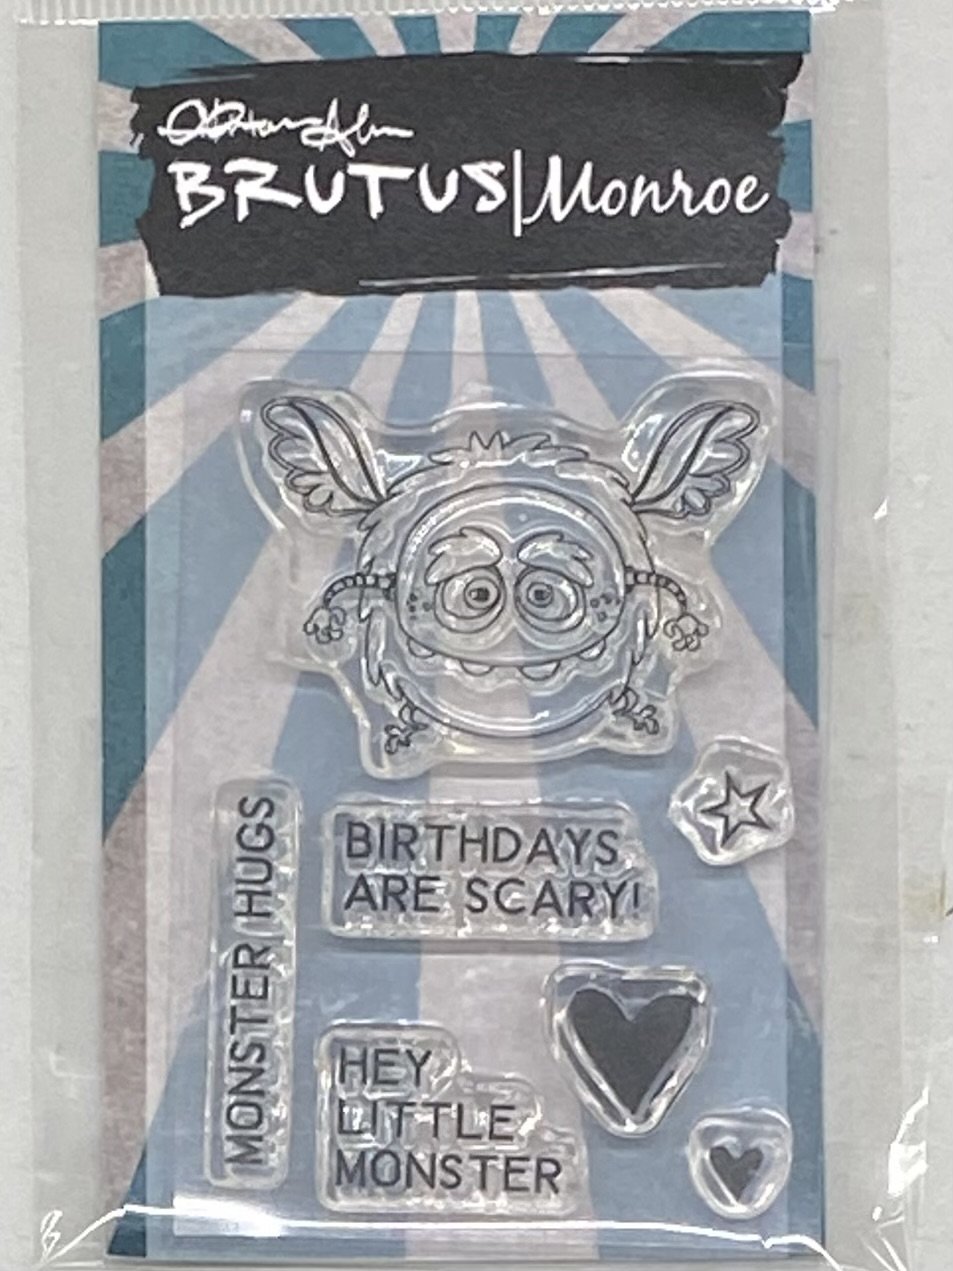 BRUTUS|Monroe
BIRTHDAYS
ARE SCARY!
MONSTER HUGS
HEY
LITTLE
MONSTER